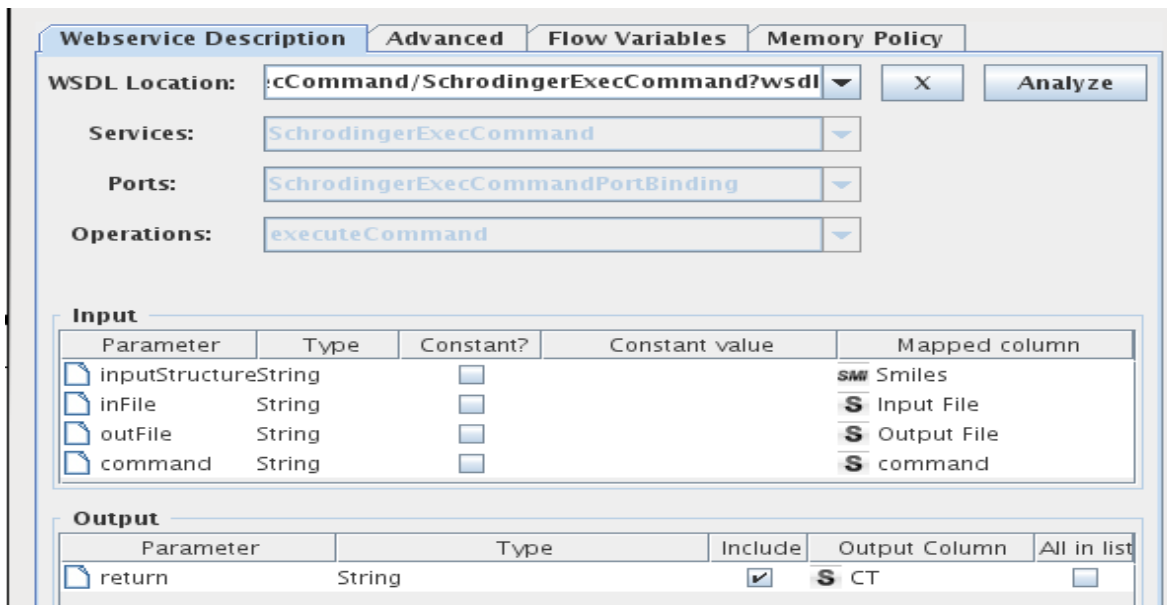 Webservice Description Advanced Flow Variables Memory Policy
WSDL Location: :cCommand/SchrodingerExecCommand?wsdl X Analyze
Services: SchrodingerExecCommand
Ports: SchrodingerExecCommandPortBinding
Operations: executeCommand
Input
Parameter Type Constant? Constant value Mapped column
inputStructure String SMI Smiles
inFile String S Input File
outFile String S Output File
command String S command
Output
Parameter Type Include Output Column All in list
return String S CT